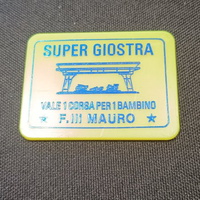 SUPER GIOSTRA
VALE 1 CORSA PER 1 BAMBINO
★ F.lli MAURO ★